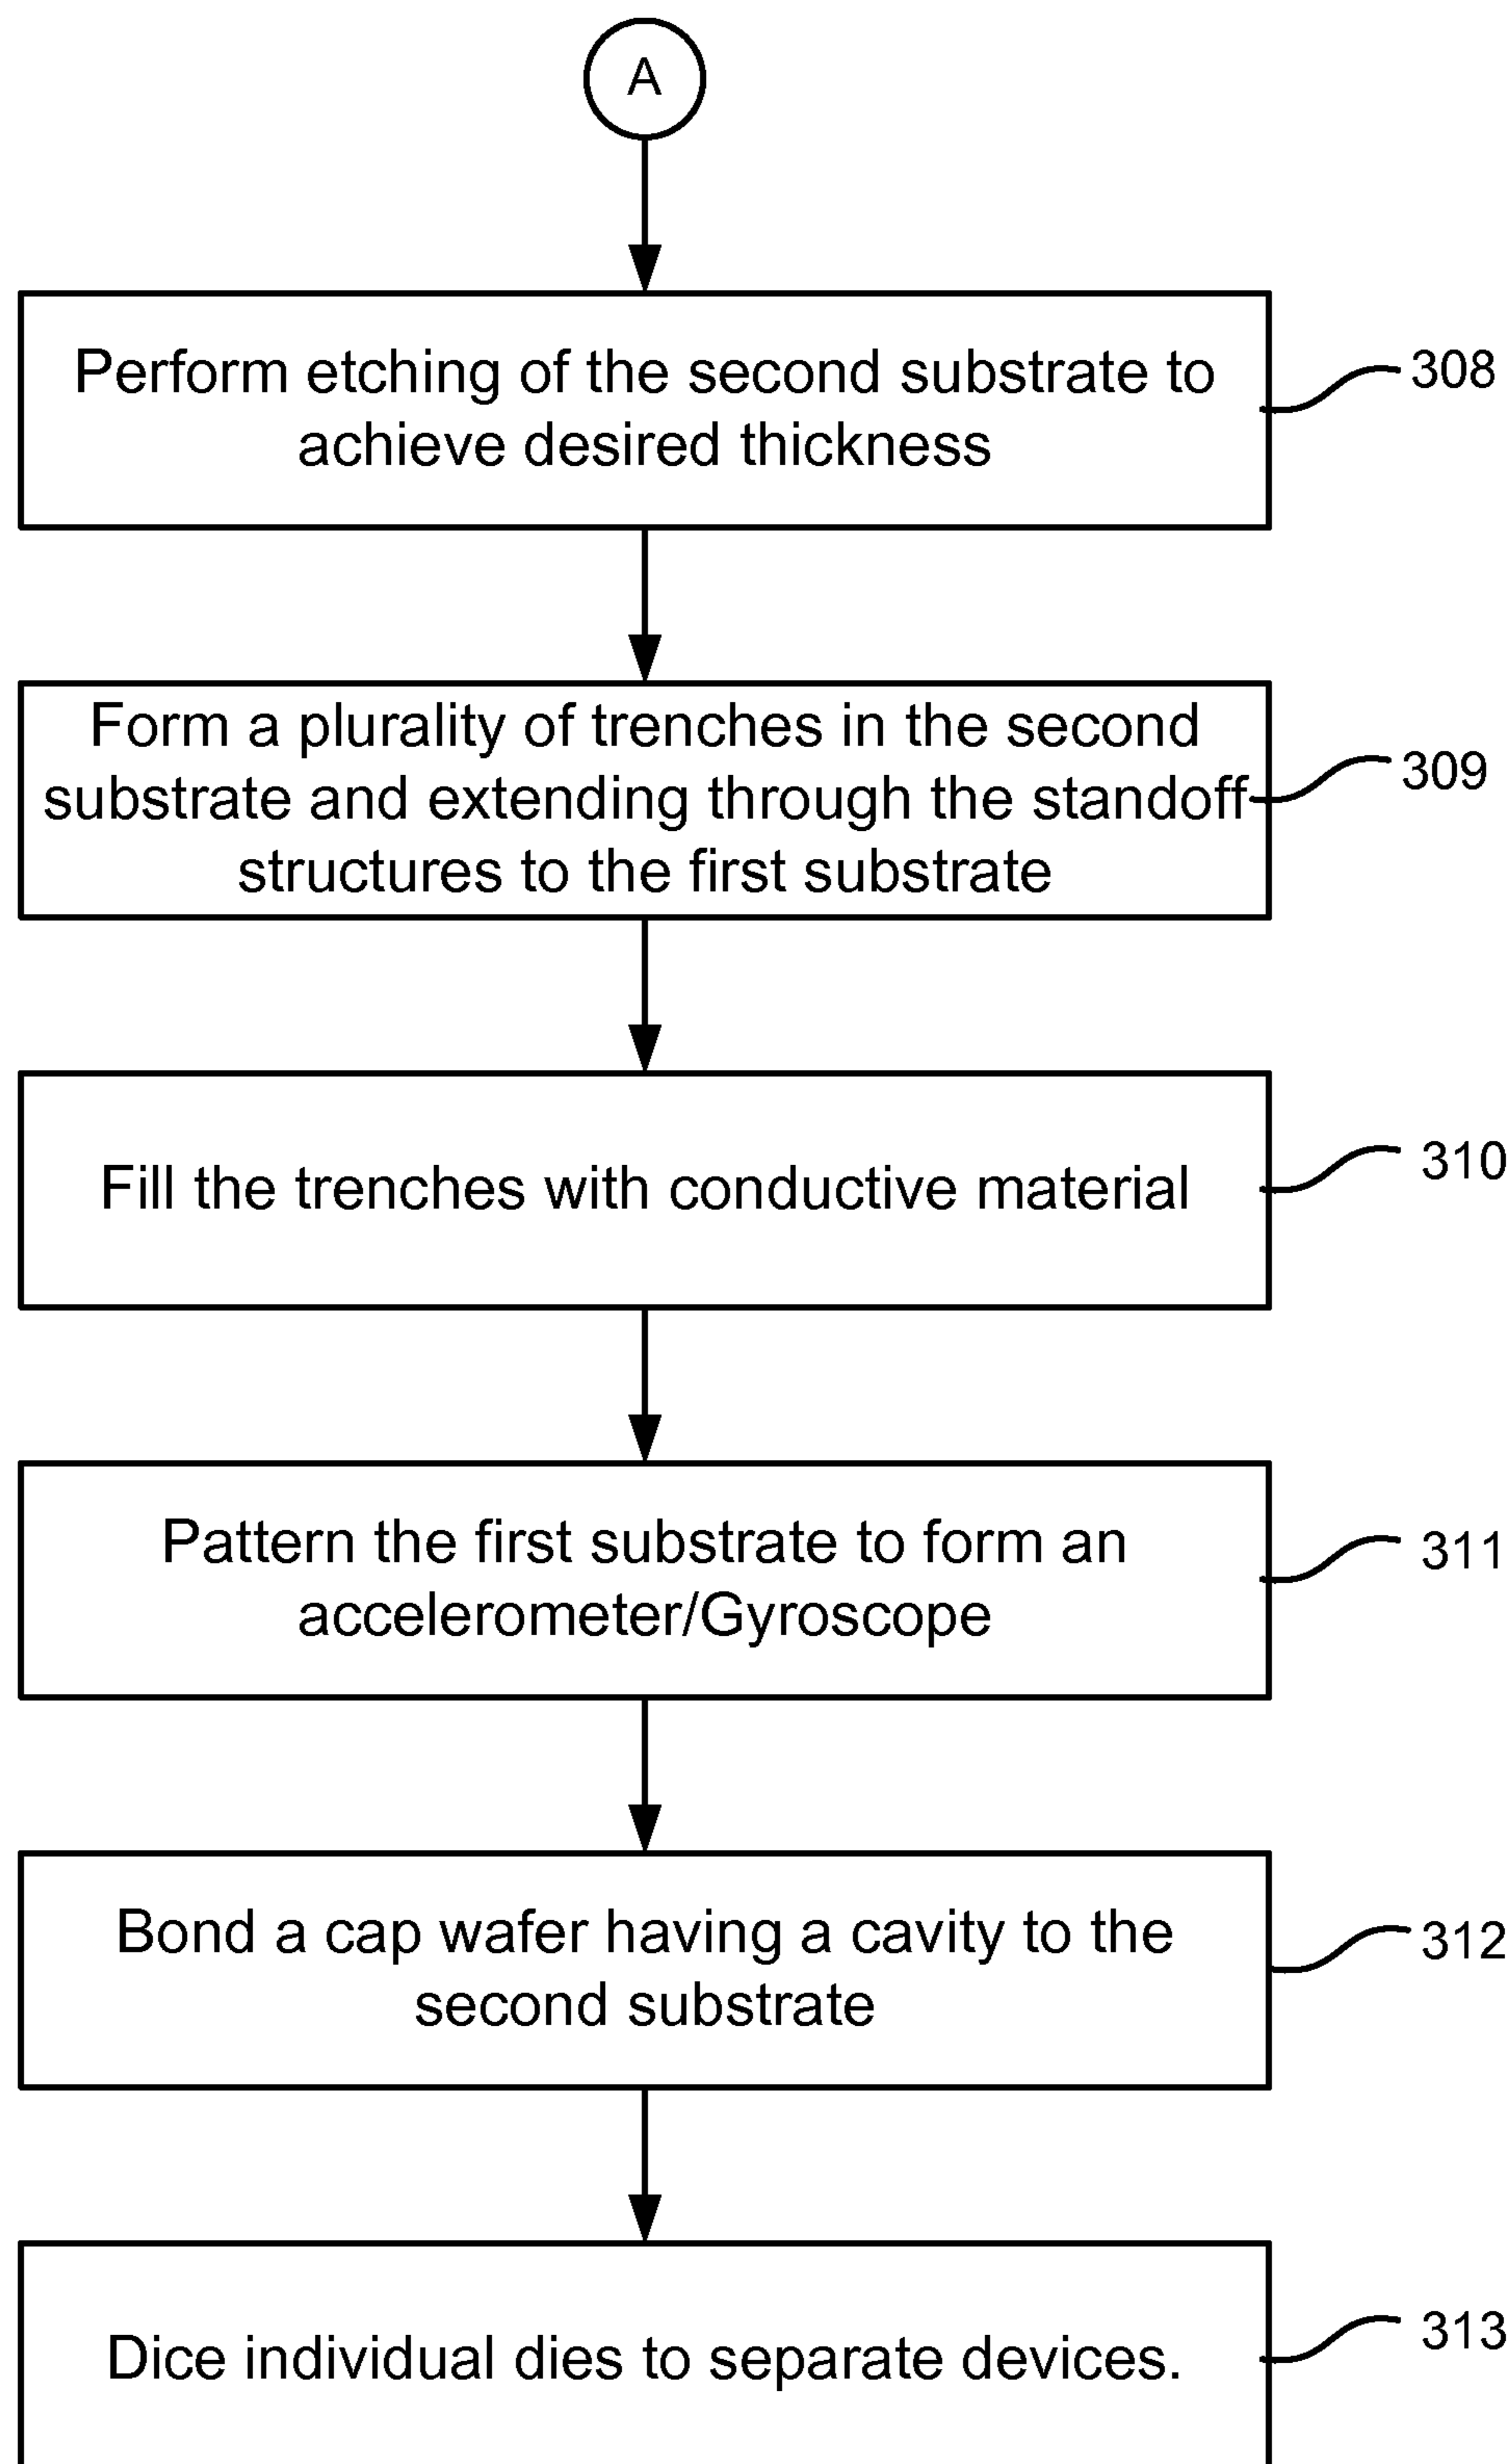 A
Perform etching of the second substrate to
achieve desired thickness
308
Form a plurality of trenches in the second
substrate and extending through the standoff
structures to the first substrate
309
Fill the trenches with conductive material
310
Pattern the first substrate to form an
accelerometer/Gyroscope
311
Bond a cap wafer having a cavity to the
second substrate
312
Dice individual dies to separate devices.
313